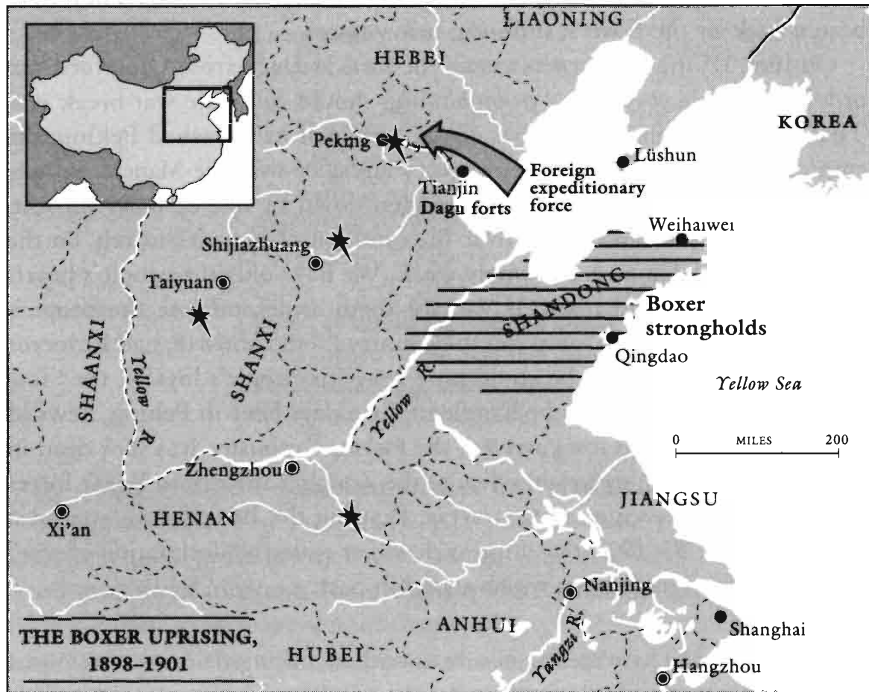 LIAONING
HEBEI
KOREA
Peking
Lüshun
Tianjin
Dagu forts
Foreign
expeditionary
force
Weihaiwei
Shijiazhuang
Taiyuan
SHANDONG
Boxer
strongholds
SHAANXI
Yellow R.
SHANXI
Yellow R.
Qingdao
Yellow Sea
0 MILES 200
Zhengzhou
JIANGSU
Xi'an
HENAN
Nanjing
ANHUI
Yangzi R.
Shanghai
THE BOXER UPRISING,
1898–1901
HUBEI
Hangzhou